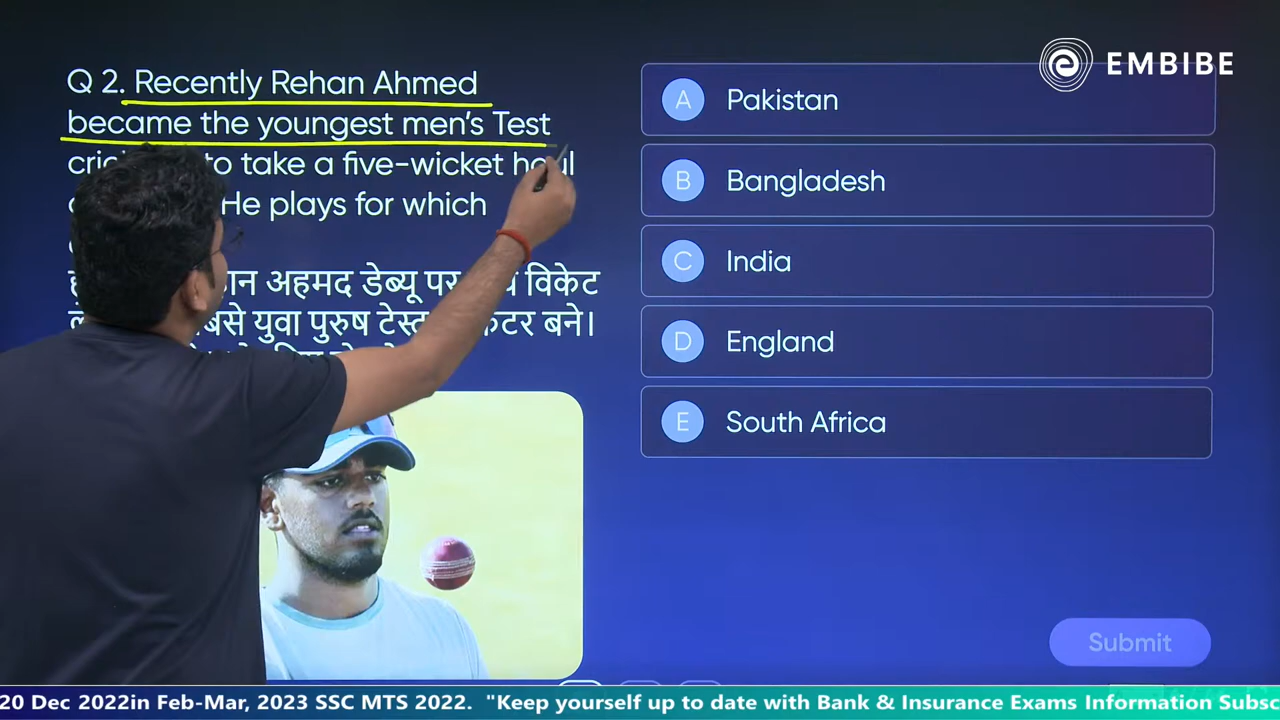 Q 2. Recently Rehan Ahmed
became the youngest men's Test
to take a five-wicket haul
He plays for which
अहमद डेब्यू पर विकेट
युवा पुरुष टेस्ट बने।
A Pakistan
B Bangladesh
C India
D England
E South Africa
EMBIBE
Submit
20 Dec 2022in Feb-Mar, 2023 SSC MTS 2022. "Keep yourself up to date with Bank & Insurance Exams Information Subsc